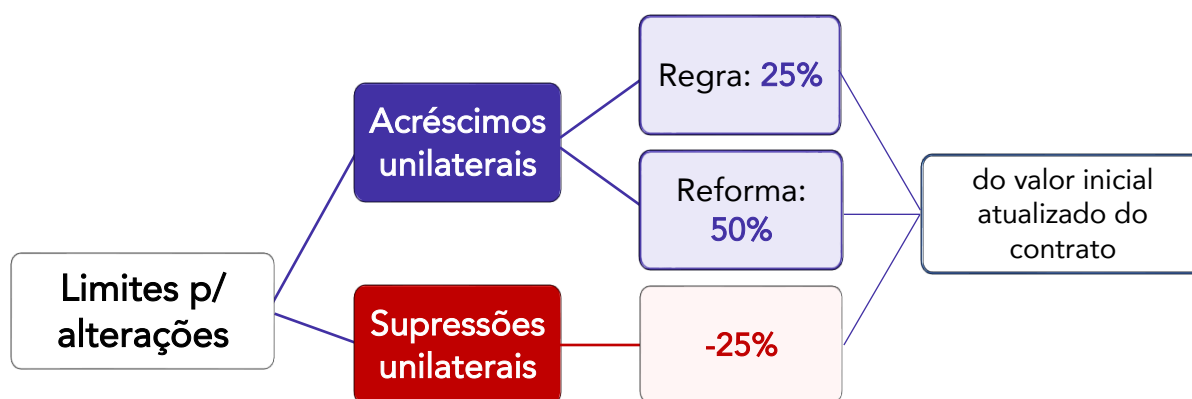 Limites p/
alterações
Acréscimos
unilaterais
Regra: 25%
Reforma:
50%
Supressões
unilaterais
-25%
do valor inicial
atualizado do
contrato